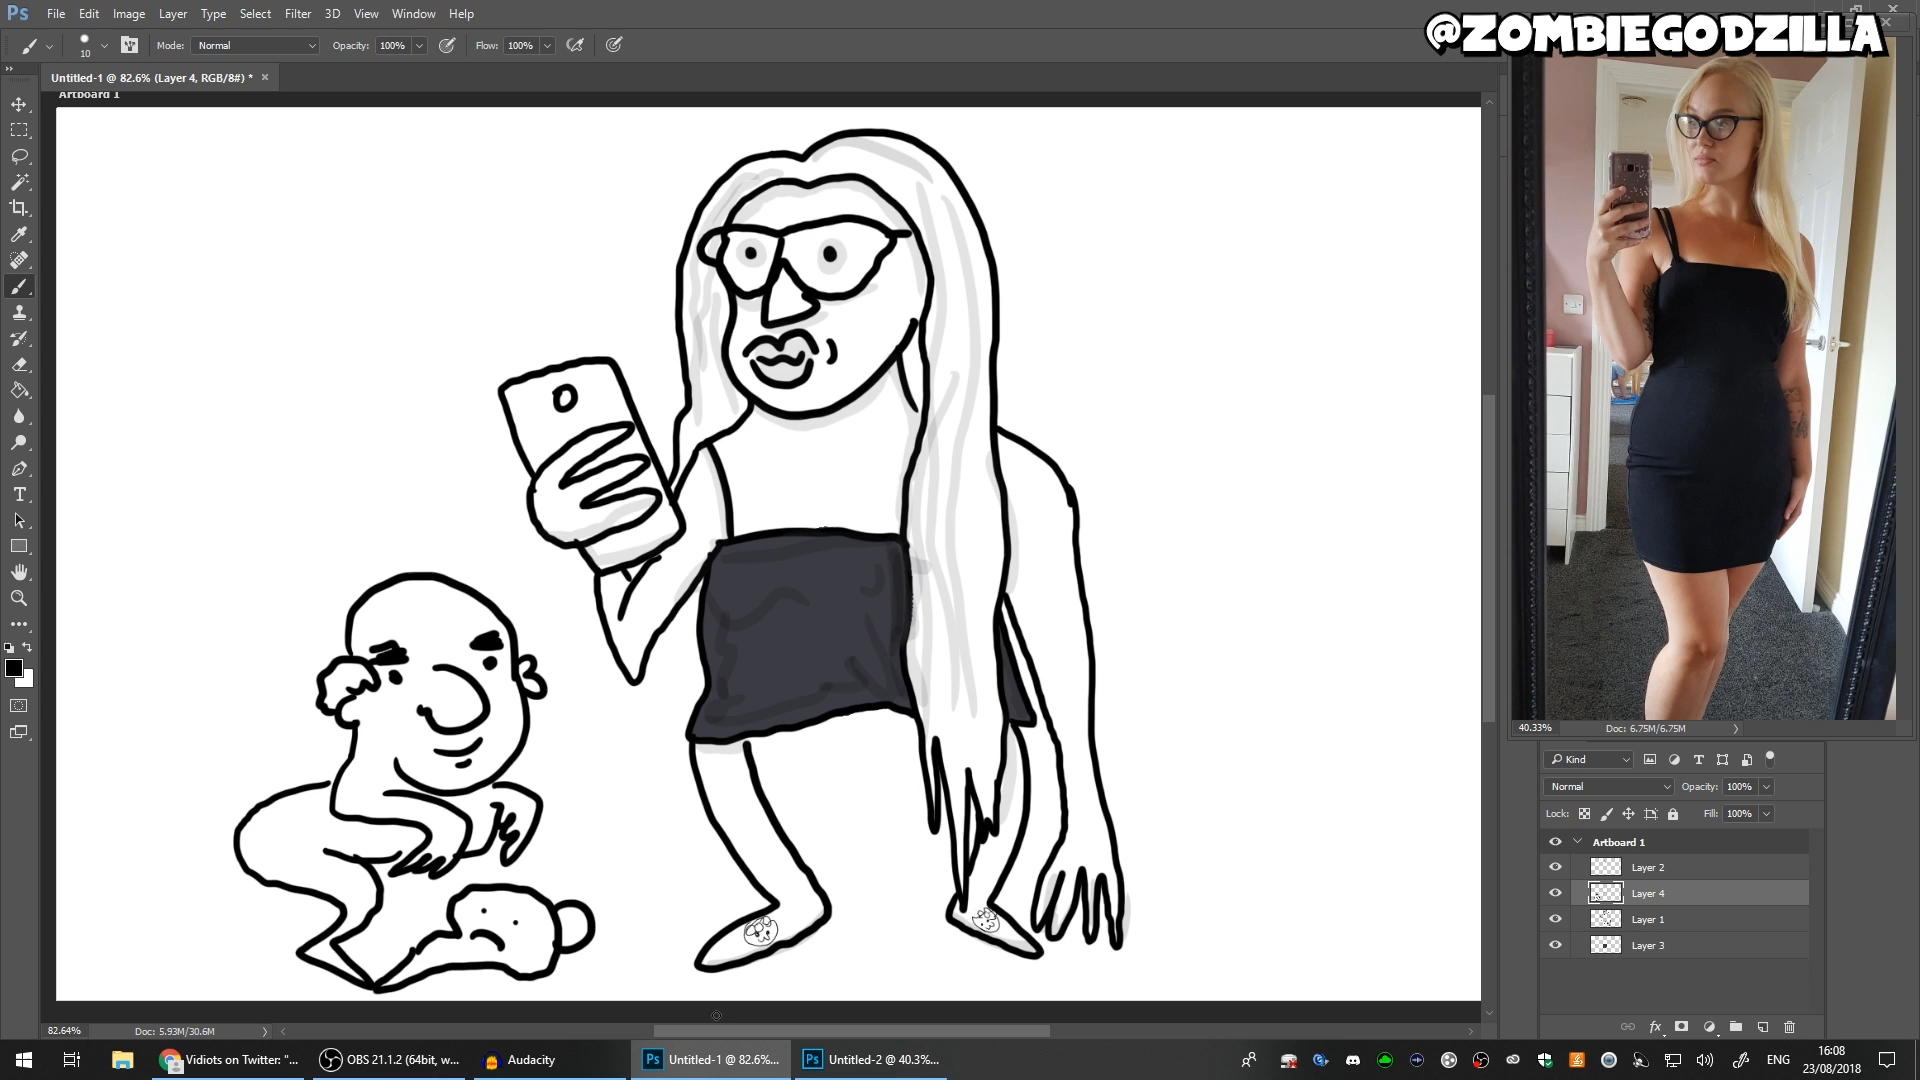 Ps File Edit Image Layer Type Select Filter 3D View Window Help
@ZOMBIEGODZILLA
10 Mode: Normal Opacity: 100% Flow: 100%
Untitled-1 @ 82.6% (Layer 4, RGB/8#) *
Artboard 1
40.33% Doc: 6.75M/6.75M
Kind
Normal Opacity: 100%
Lock: Fill: 100%
Artboard 1
Layer 2
Layer 4
Layer 1
Layer 3
fx
82.64% Doc: 5.93M/30.6M
Vidiots on Twitter: "...
OBS 21.1.2 (64bit, w...
Audacity
Ps Untitled-1 @ 82.6%...
Ps Untitled-2 @ 40.3%...
ENG
16:08
23/08/2018